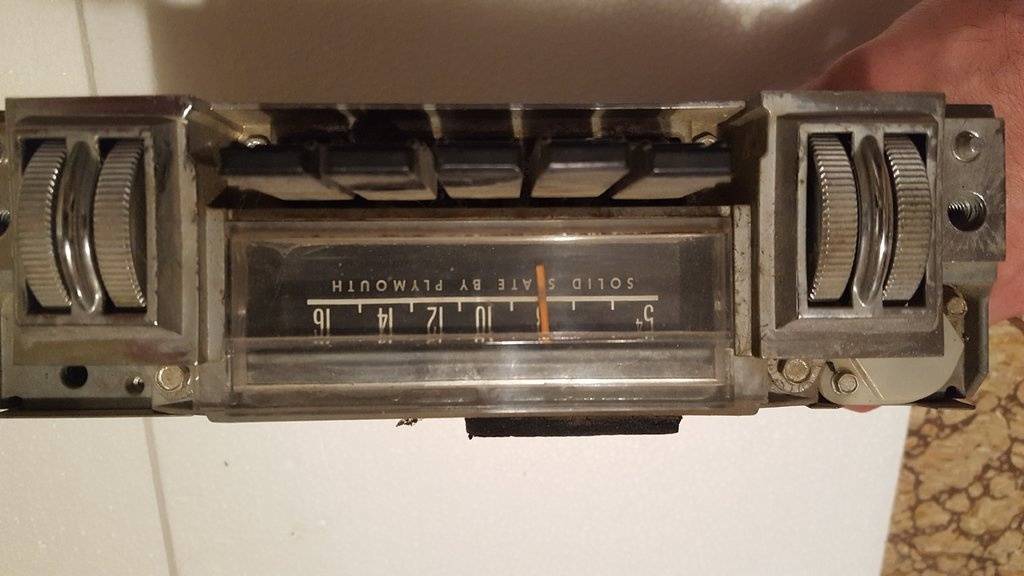 54 10 12 14 16
SOLID STATE BY PLYMOUTH